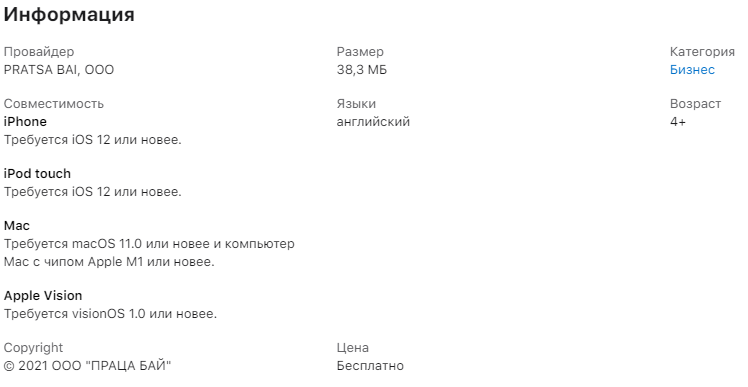 Информация
Провайдер
PRATSA BAI, OOO
Размер
38,3 МБ
Категория
Бизнес
Совместимость
iPhone
Требуется iOS 12 или новее.
iPod touch
Требуется iOS 12 или новее.
Mac
Требуется macOS 11.0 или новее и компьютер
Mac с чипом Apple M1 или новее.
Apple Vision
Требуется visionOS 1.0 или новее.
Языки
английский
Возраст
4+
Copyright
© 2021 ООО "ПРАЦА БАЙ"
Цена
Бесплатно